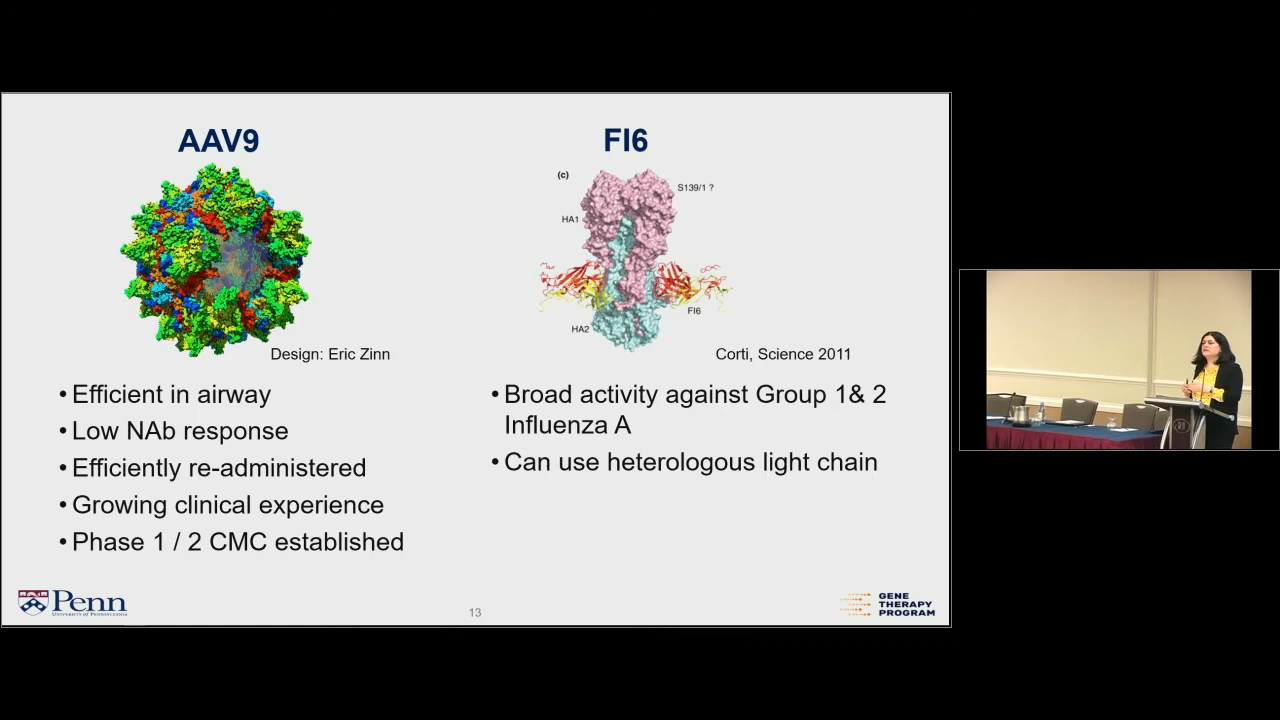 AAV9
Design: Eric Zinn
• Efficient in airway
• Low NAb response
• Efficiently re-administered
• Growing clinical experience
• Phase 1 / 2 CMC established
FI6
(c)
S139/1 ?
HA1
FI6
HA2
Corti, Science 2011
• Broad activity against Group 1& 2
Influenza A
• Can use heterologous light chain
Penn
UNIVERSITY OF PENNSYLVANIA
13
GENE
THERAPY
PROGRAM